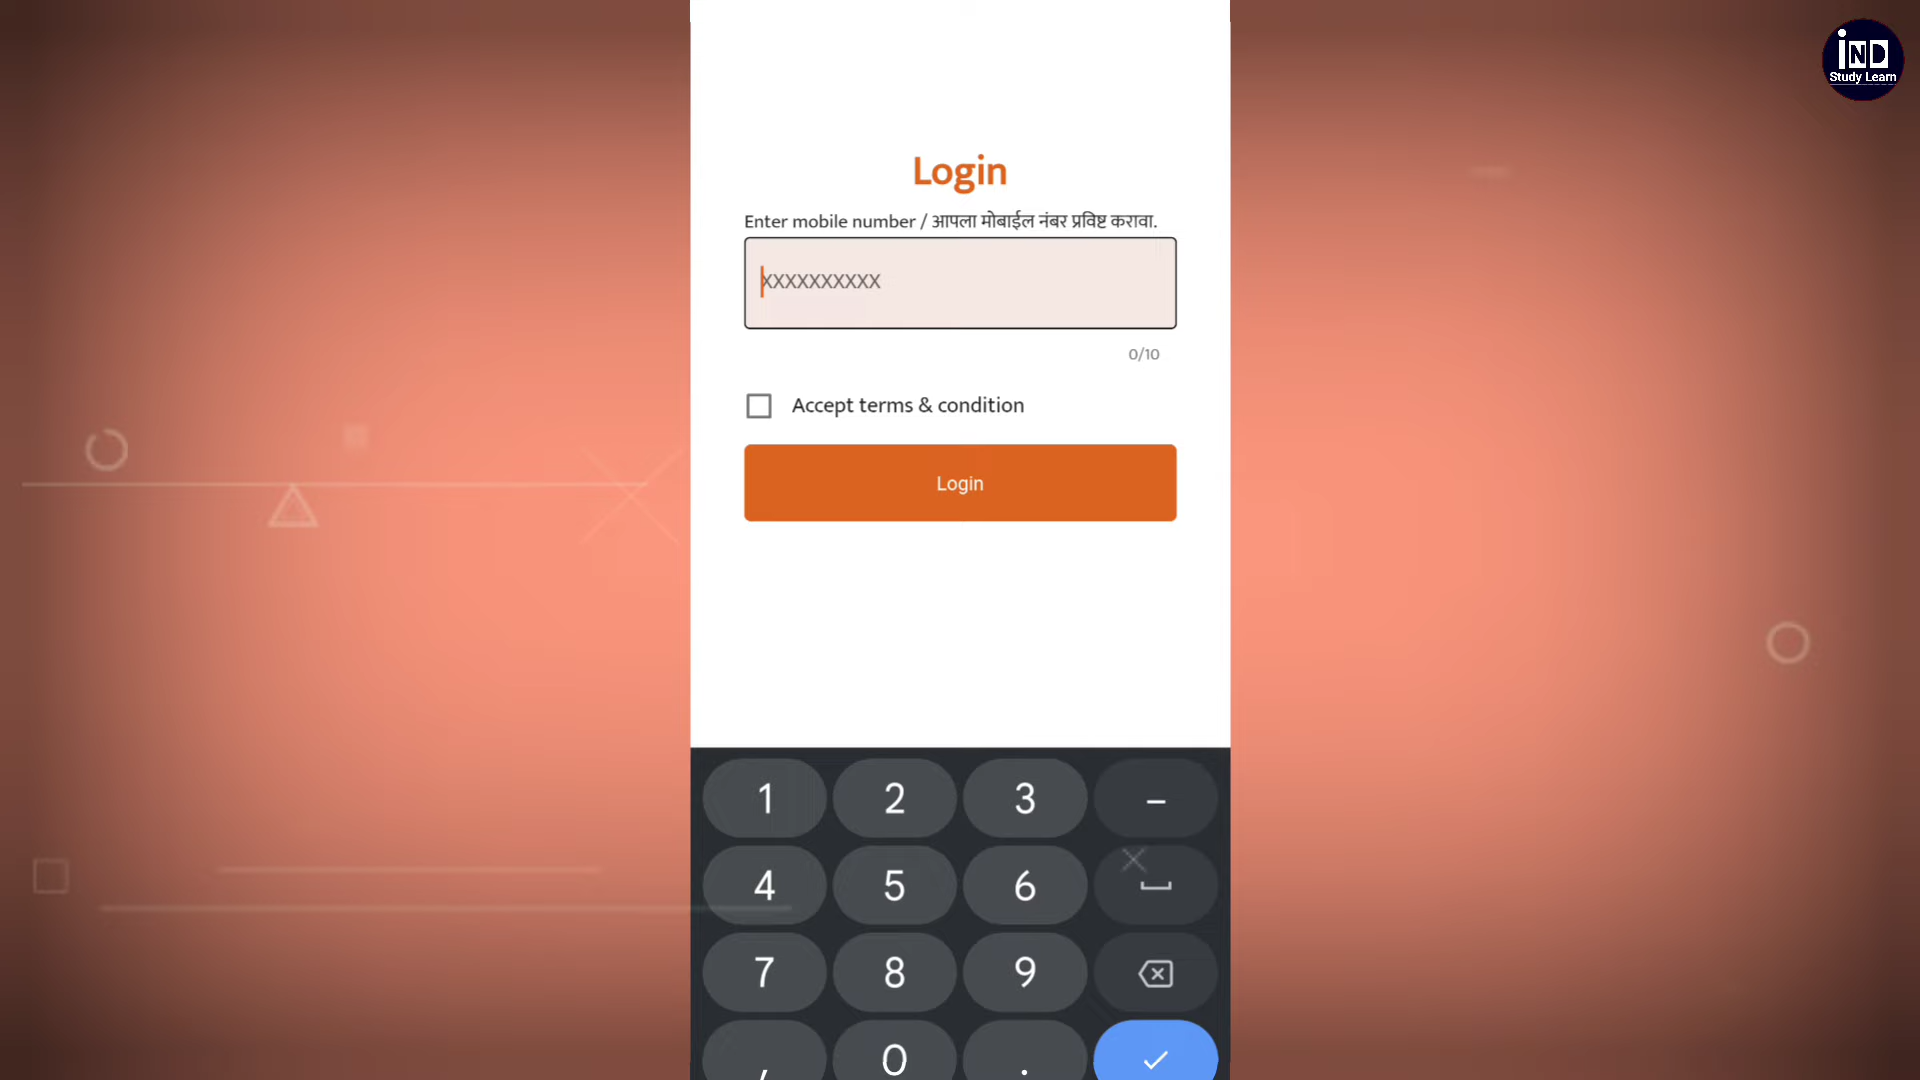 iND
Study Learn
Login
Enter mobile number / आपला मोबाईल नंबर प्रविष्ट करावा.
XXXXXXXXXX
0/10
Accept terms & condition
Login
1 2 3 –
4 5 6
7 8 9
, 0 .